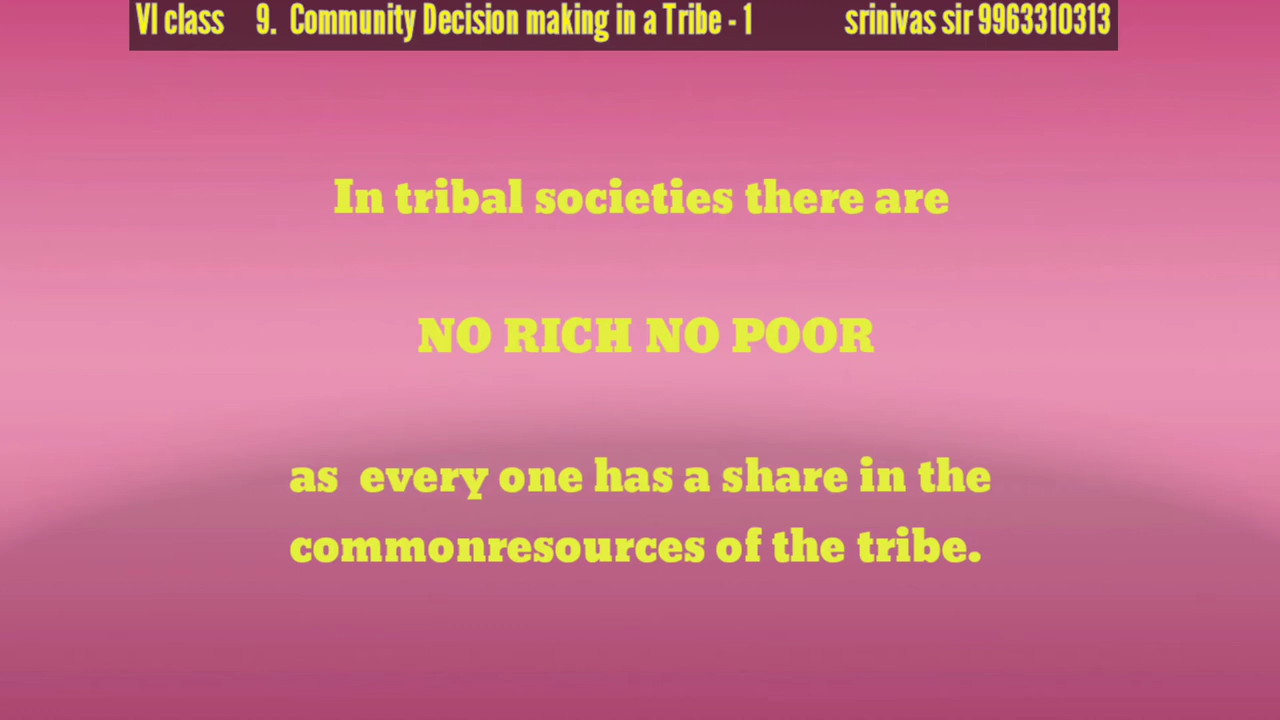 VI class 9. Community Decision making in a Tribe - 1 srinivas sir 9963310313
In tribal societies there are
NO RICH NO POOR
as every one has a share in the
commonresources of the tribe.